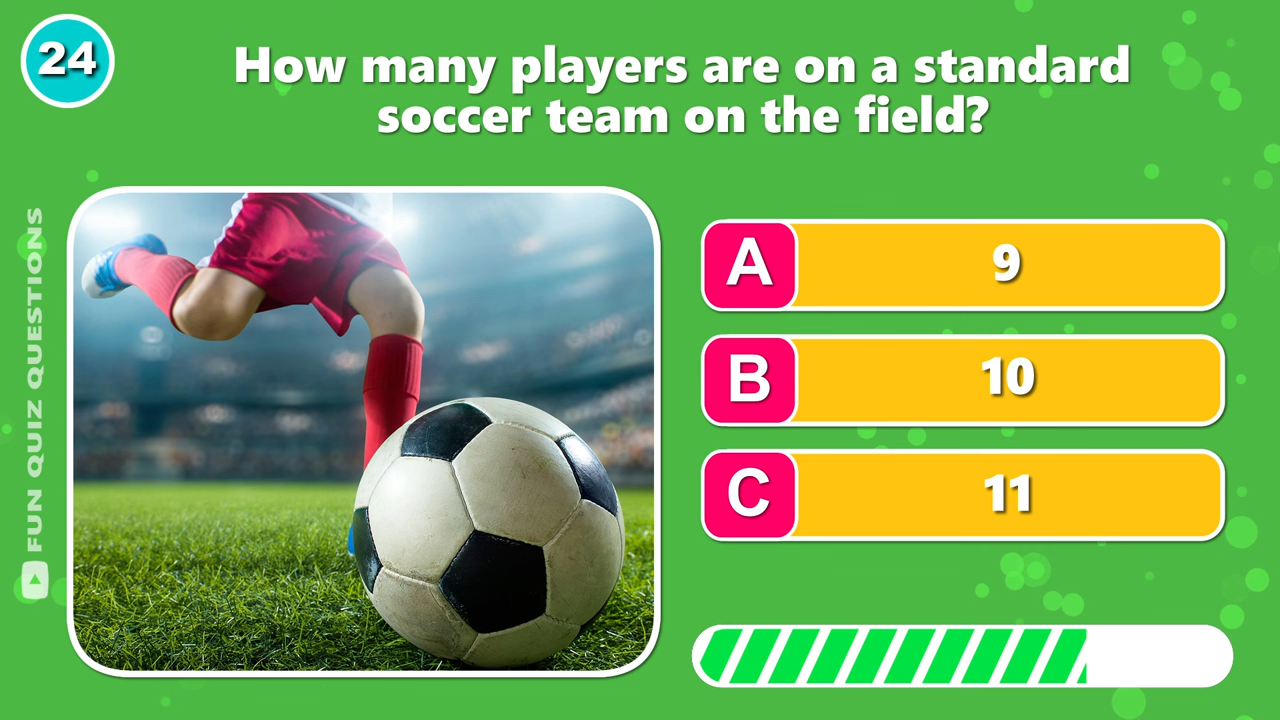 24
How many players are on a standard
soccer team on the field?
FUN QUIZ QUESTIONS
A 9
B 10
C 11